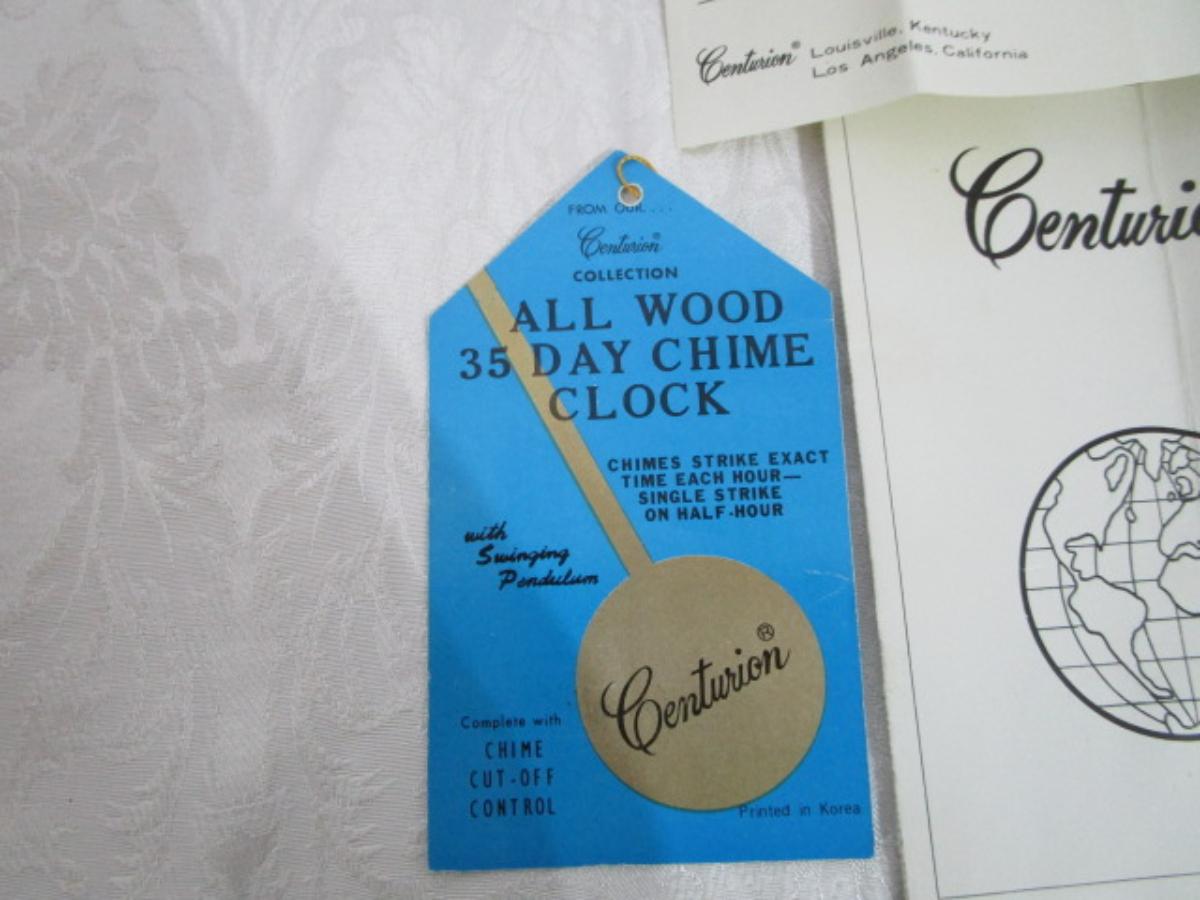 Centurion® Louisville, Kentucky
Los Angeles, California
Centurio
FROM OUR. . . .
Centurion®
COLLECTION
ALL WOOD
35 DAY CHIME
CLOCK
CHIMES STRIKE EXACT
TIME EACH HOUR—
SINGLE STRIKE
ON HALF-HOUR
with
Swinging
Pendulum
Centurion®
Complete with
CHIME
CUT-OFF
CONTROL
Printed in Korea